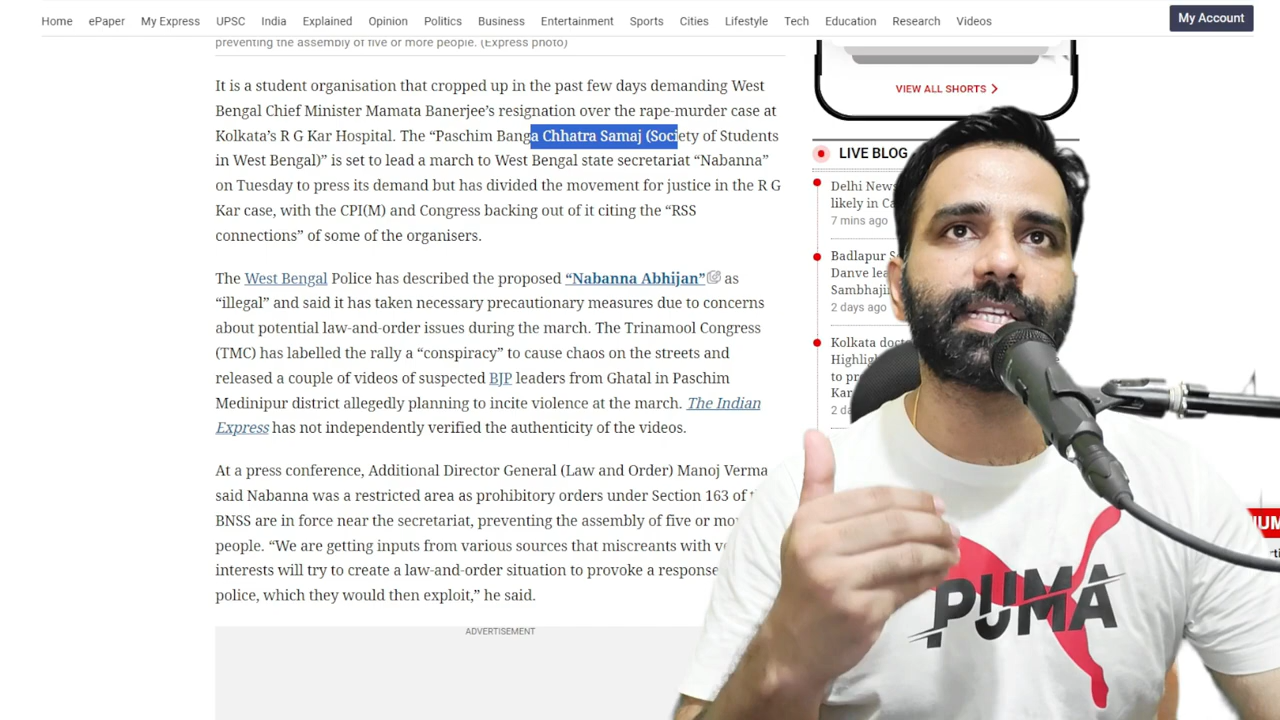 Home ePaper My Express UPSC India Explained Opinion Politics Business Entertainment Sports Cities Lifestyle Tech Education Research Videos My Account
preventing the assembly of five or more people. (Express photo)
It is a student organisation that cropped up in the past few days demanding West
Bengal Chief Minister Mamata Banerjee’s resignation over the rape-murder case at
Kolkata’s R G Kar Hospital. The “Paschim Banga Chhatra Samaj (Society of Students
in West Bengal)” is set to lead a march to West Bengal state secretariat “Nabanna”
on Tuesday to press its demand but has divided the movement for justice in the R G
Kar case, with the CPI(M) and Congress backing out of it citing the “RSS
connections” of some of the organisers.
The West Bengal Police has described the proposed “Nabanna Abhijan” as
“illegal” and said it has taken necessary precautionary measures due to concerns
about potential law-and-order issues during the march. The Trinamool Congress
(TMC) has labelled the rally a “conspiracy” to cause chaos on the streets and
released a couple of videos of suspected BJP leaders from Ghatal in Paschim
Medinipur district allegedly planning to incite violence at the march. The Indian
Express has not independently verified the authenticity of the videos.
At a press conference, Additional Director General (Law and Order) Manoj Verma
said Nabanna was a restricted area as prohibitory orders under Section 163 of
BNSS are in force near the secretariat, preventing the assembly of five or
people. “We are getting inputs from various sources that miscreants with
interests will try to create a law-and-order situation to provoke a response
police, which they would then exploit,” he said.
ADVERTISEMENT
VIEW ALL SHORTS
LIVE BLOG
Delhi News
likely in
7 mins ago
Badlapur
Danve
2 days ago
Kolkata
to
PUMA